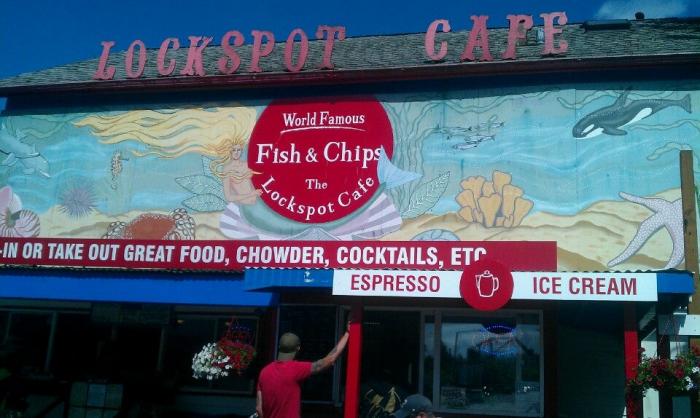 LOCKSPOT CAFE
World Famous
Fish & Chips
The
Lockspot Cafe
-IN OR TAKE OUT GREAT FOOD, CHOWDER, COCKTAILS, ETC
ESPRESSO ICE CREAM